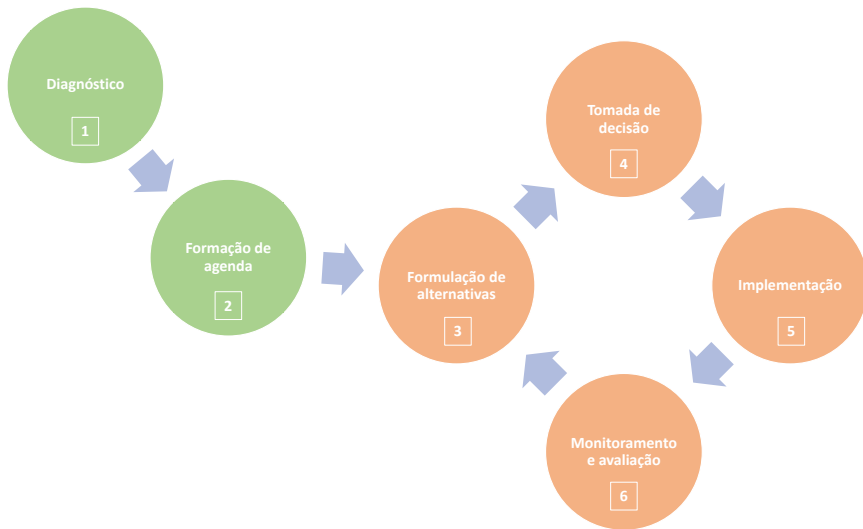 Diagnóstico
1
Formação de
agenda
2
Formulação de
alternativas
3
Tomada de
decisão
4
Implementação
5
Monitoramento
e avaliação
6